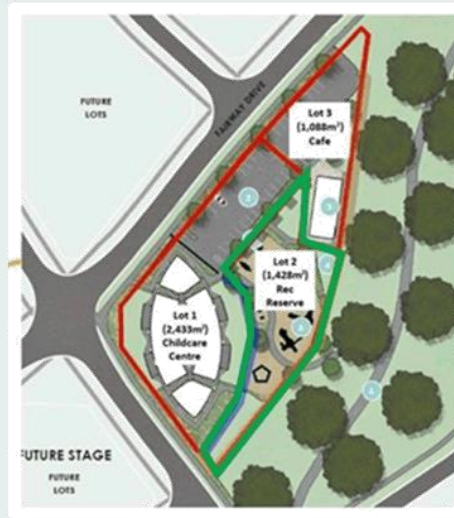 FUTURE
LOTS
FAIRWAY DRIVE
Lot 3
(1,088m²)
Cafe
Lot 2
(1,428m²)
Rec
Reserve
Lot 1
(2,433m²)
Childcare
Centre
FUTURE STAGE
FUTURE
LOTS